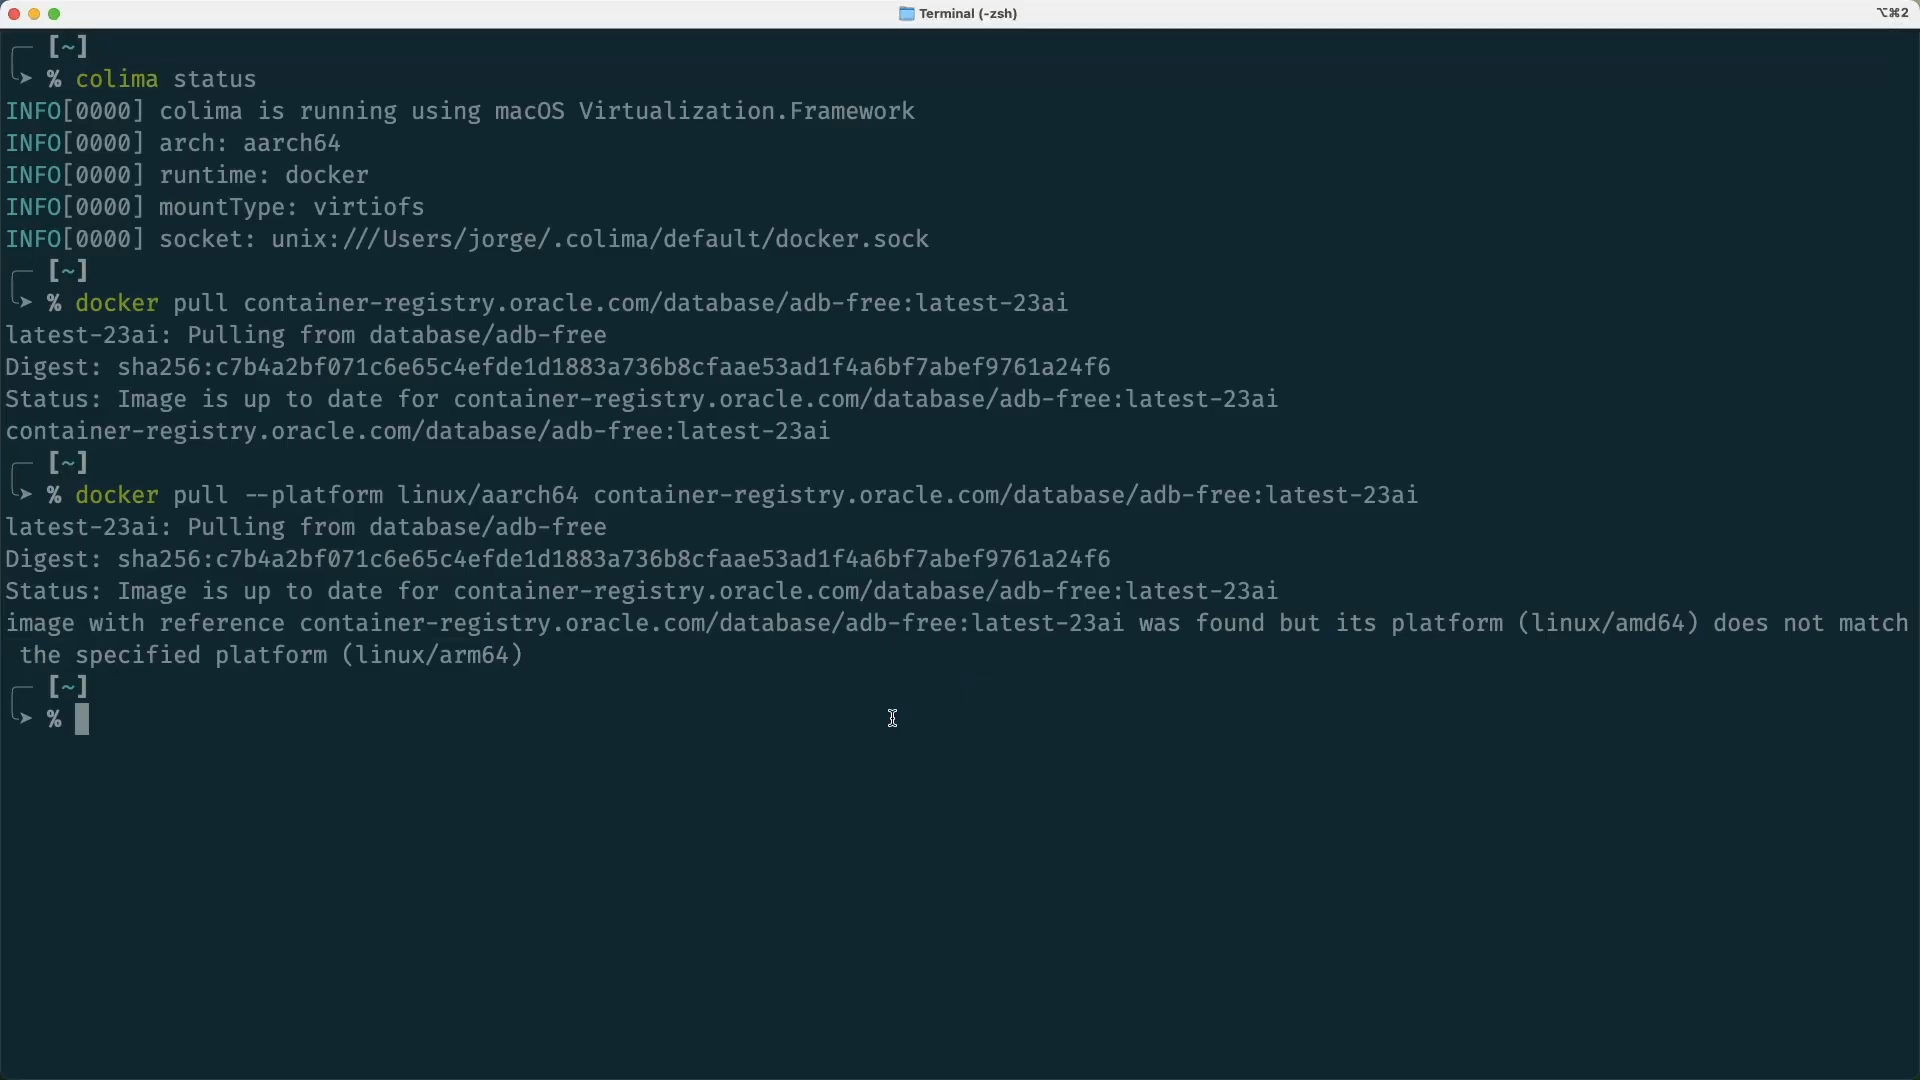 Terminal (-zsh)
⌥⌘2
[~]
% colima status
INFO[0000] colima is running using macOS Virtualization.Framework
INFO[0000] arch: aarch64
INFO[0000] runtime: docker
INFO[0000] mountType: virtiofs
INFO[0000] socket: unix:///Users/jorge/.colima/default/docker.sock
[~]
% docker pull container-registry.oracle.com/database/adb-free:latest-23ai
latest-23ai: Pulling from database/adb-free
Digest: sha256:c7b4a2bf071c6e65c4efde1d1883a736b8cfaae53ad1f4a6bf7abef9761a24f6
Status: Image is up to date for container-registry.oracle.com/database/adb-free:latest-23ai
container-registry.oracle.com/database/adb-free:latest-23ai
[~]
% docker pull --platform linux/aarch64 container-registry.oracle.com/database/adb-free:latest-23ai
latest-23ai: Pulling from database/adb-free
Digest: sha256:c7b4a2bf071c6e65c4efde1d1883a736b8cfaae53ad1f4a6bf7abef9761a24f6
Status: Image is up to date for container-registry.oracle.com/database/adb-free:latest-23ai
image with reference container-registry.oracle.com/database/adb-free:latest-23ai was found but its platform (linux/amd64) does not match
the specified platform (linux/arm64)
[~]
%